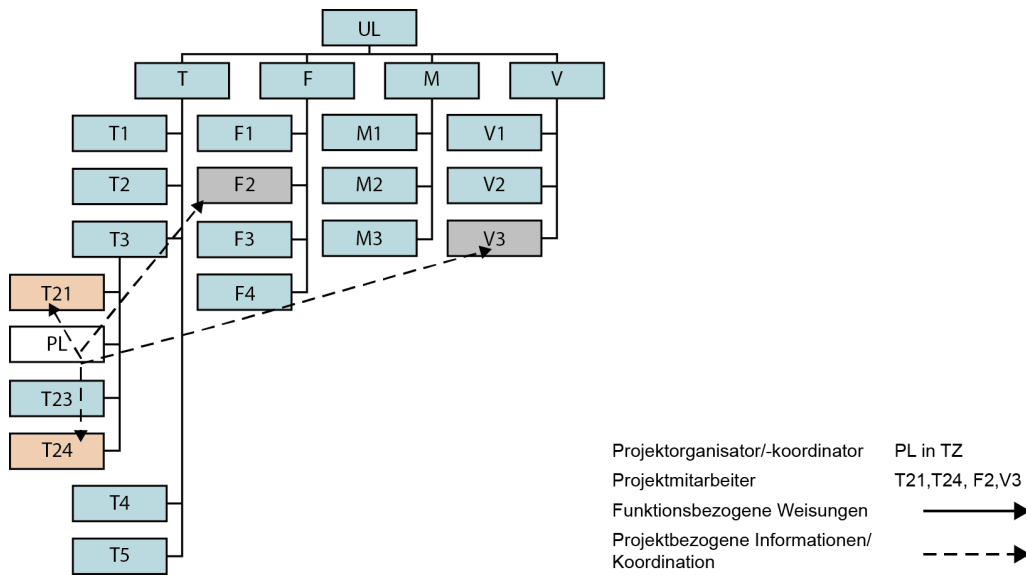 UL
T F M V
T1 F1 M1 V1
T2 F2 M2 V2
T3 F3 M3 V3
T21 F4
PL
T23
T24
T4
T5
Projektorganisator/-koordinator PL in TZ
Projektmitarbeiter T21,T24, F2,V3
Funktionsbezogene Weisungen
Projektbezogene Informationen/
Koordination